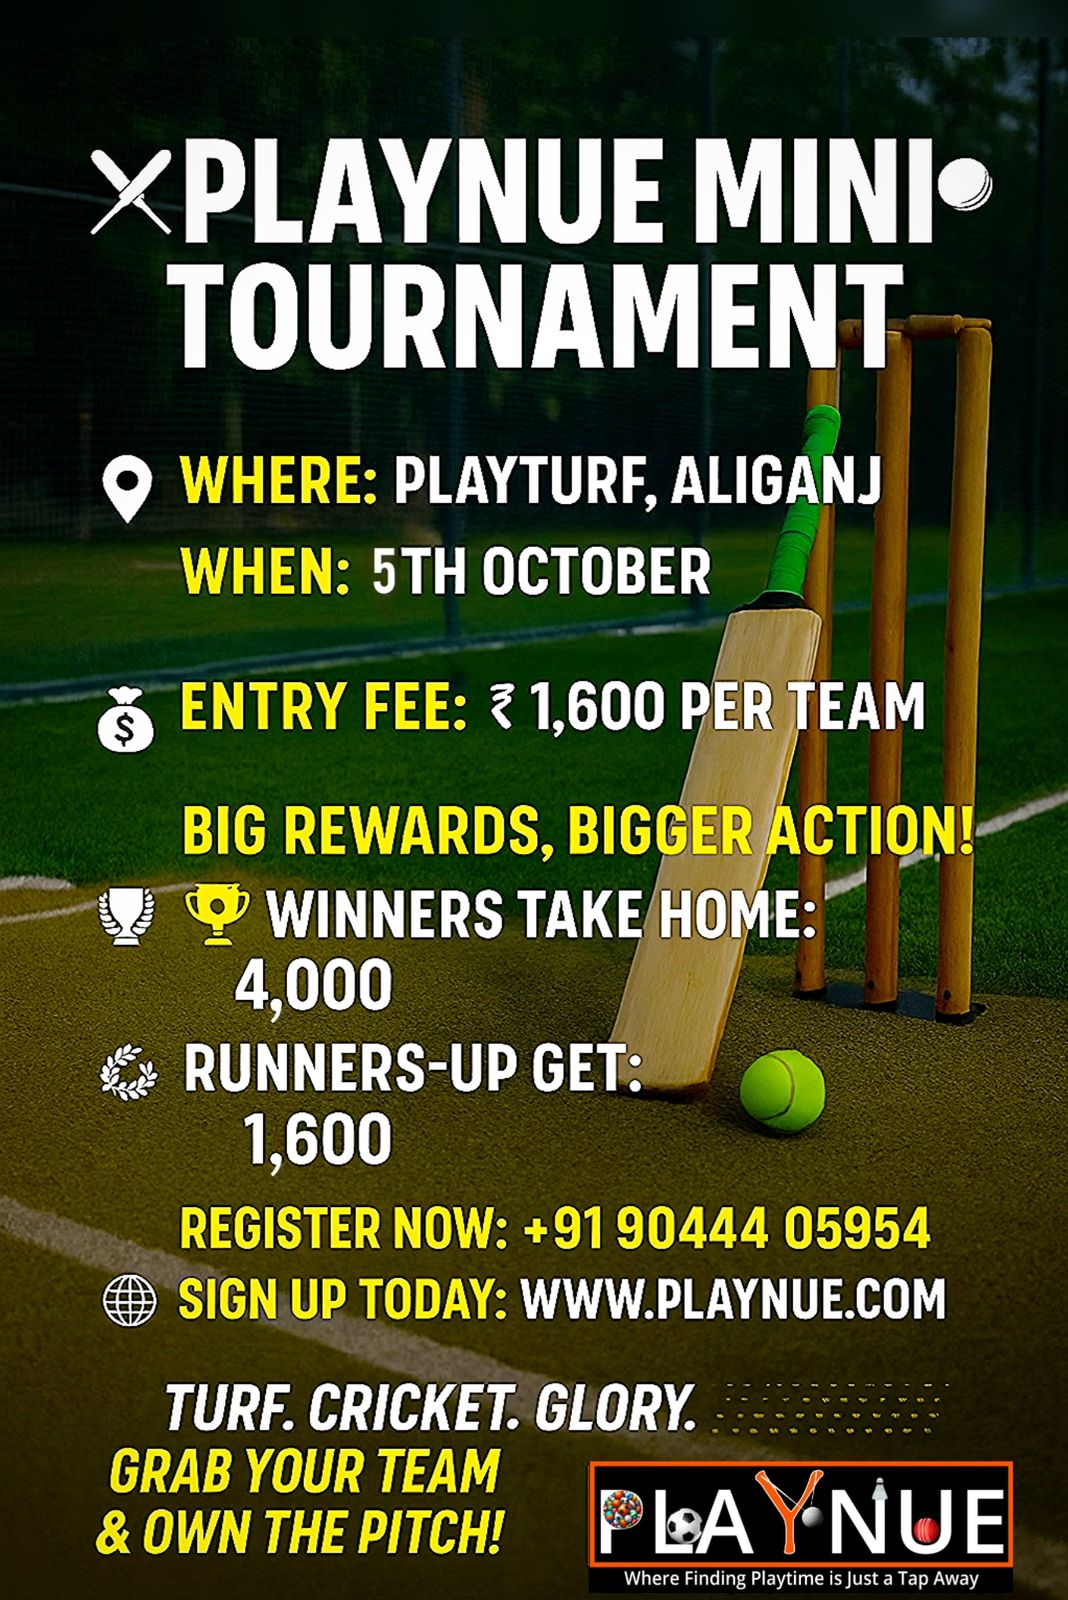 PLAYNUE MINI
TOURNAMENT
WHERE: PLAYTURF, ALIGANJ
WHEN: 5TH OCTOBER
$ ENTRY FEE: ₹ 1,600 PER TEAM
BIG REWARDS, BIGGER ACTION!
WINNERS TAKE HOME:
4,000
RUNNERS-UP GET:
1,600
REGISTER NOW: +91 90444 05954
SIGN UP TODAY: WWW.PLAYNUE.COM
TURF. CRICKET. GLORY.
GRAB YOUR TEAM
& OWN THE PITCH!
PLAYNUE
Where Finding Playtime is Just a Tap Away